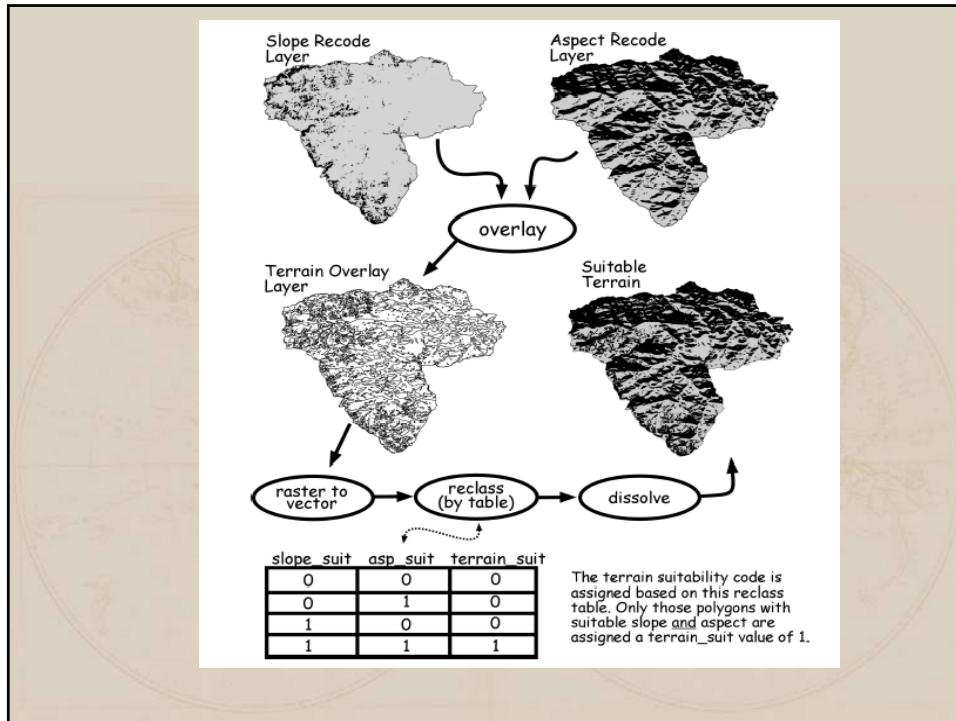 Slope Recode
Layer
Aspect Recode
Layer
overlay
Terrain Overlay
Layer
Suitable
Terrain
raster to
vector
reclass
(by table)
dissolve
slope_suit asp_suit terrain_suit
0 0 0
0 1 0
1 0 0
1 1 1
The terrain suitability code is
assigned based on this reclass
table. Only those polygons with
suitable slope and aspect are
assigned a terrain_suit value of 1.